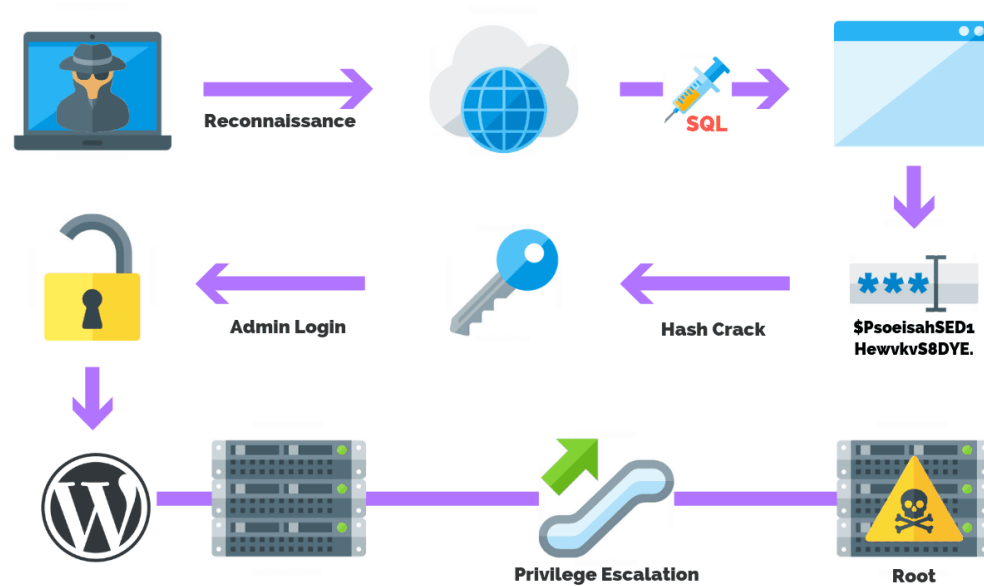 Reconnaissance
SQL
***
$PsoeisahSED1
HewvkvS8DYE.
Hash Crack
Admin Login
W
Privilege Escalation
Root